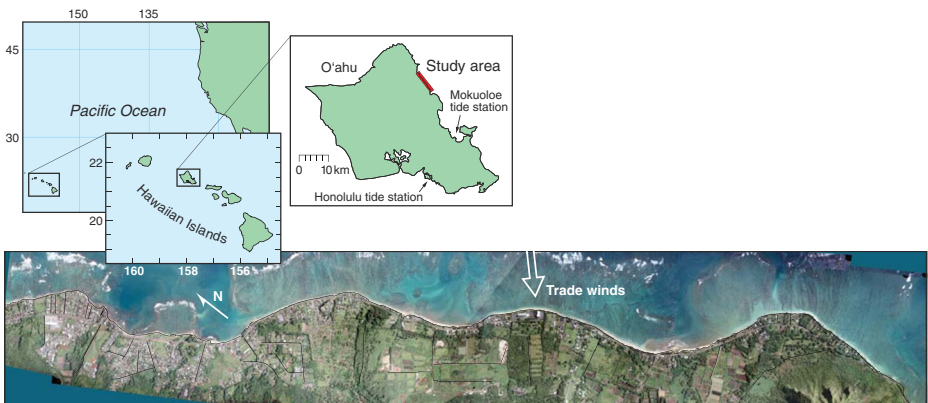 150
135
45
Pacific Ocean
30
22
20
Hawaiian Islands
160
158
156
O‘ahu
Study area
Mokuoloe
tide station
0 10 km
Honolulu tide station
N
Trade winds